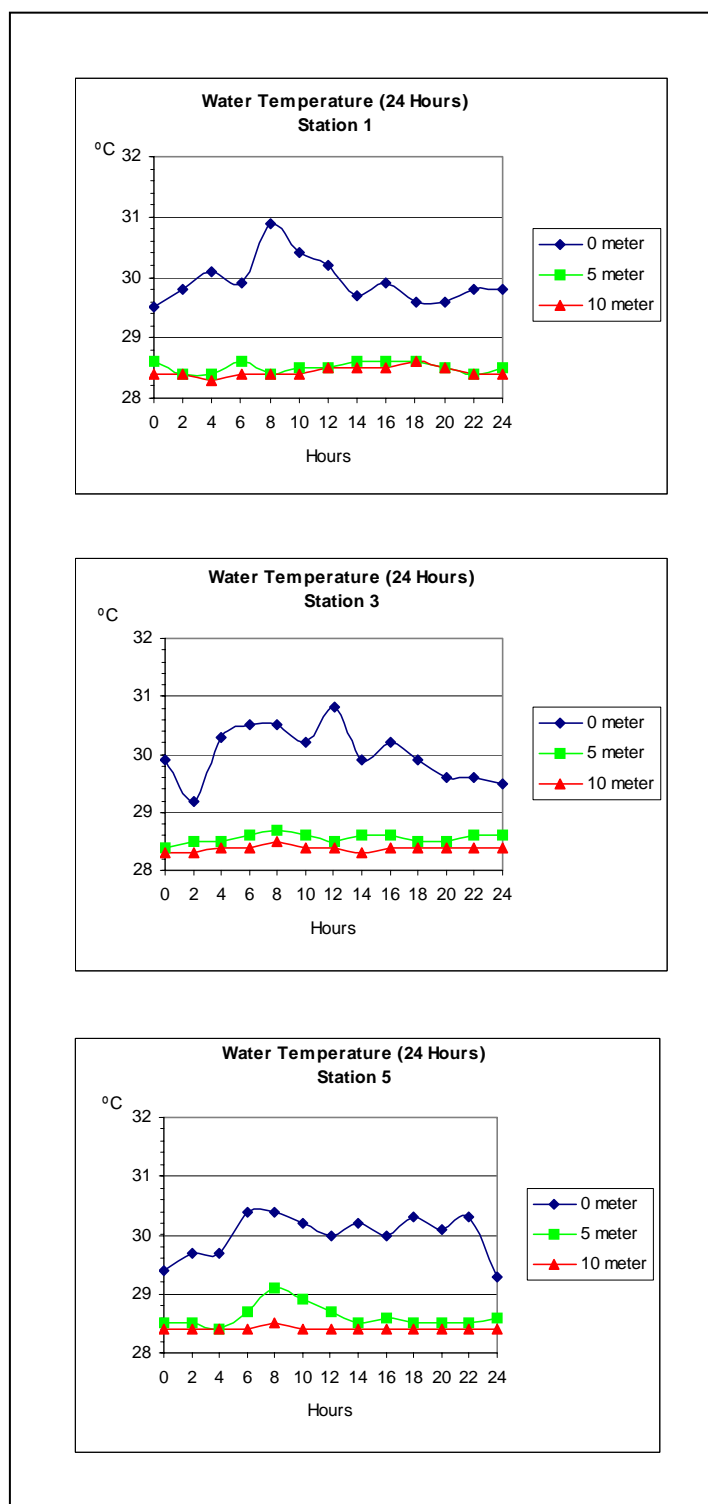 Water Temperature (24 Hours)
Station 1
ºC
32
31
30
29
28
0 2 4 6 8 10 12 14 16 18 20 22 24
Hours
0 meter
5 meter
10 meter
Water Temperature (24 Hours)
Station 3
ºC
32
31
30
29
28
0 2 4 6 8 10 12 14 16 18 20 22 24
Hours
0 meter
5 meter
10 meter
Water Temperature (24 Hours)
Station 5
ºC
32
31
30
29
28
0 2 4 6 8 10 12 14 16 18 20 22 24
Hours
0 meter
5 meter
10 meter